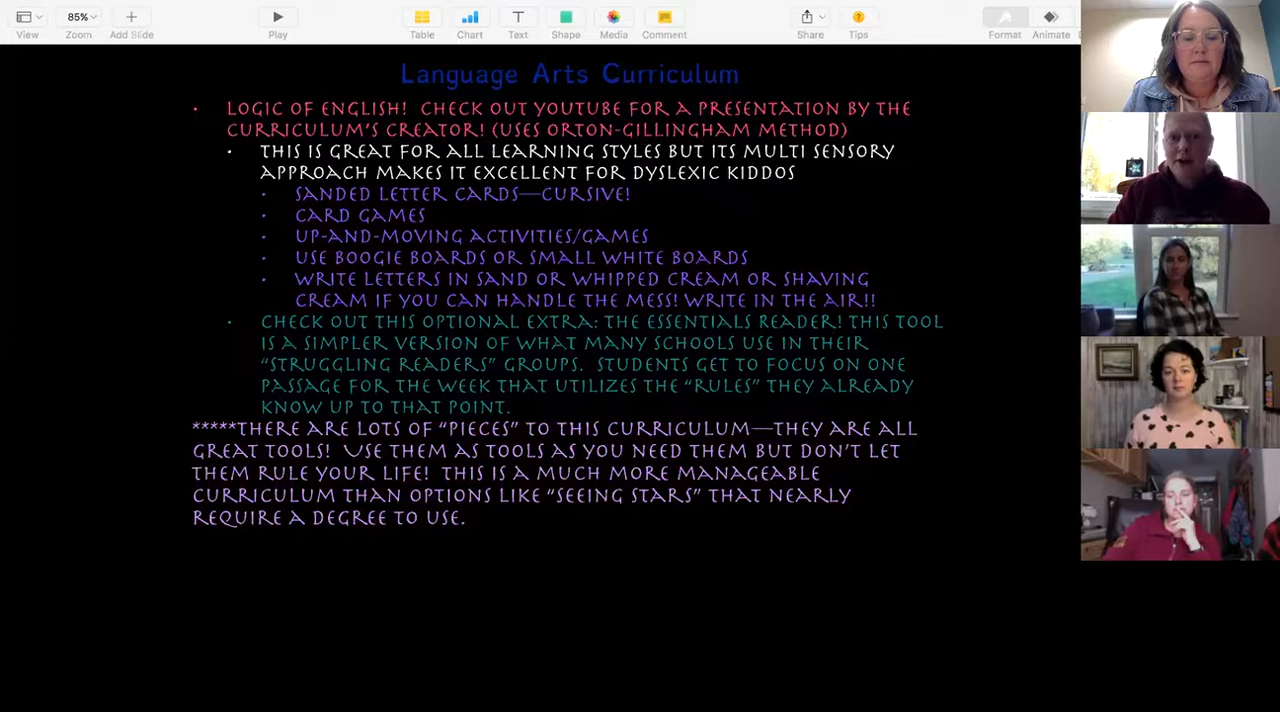 View
85%
Zoom
Add Slide
Play
Table
Chart
Text
Shape
Media
Comment
Share
Tips
Format
Animate
Language Arts Curriculum
• LOGIC OF ENGLISH! CHECK OUT YOUTUBE FOR A PRESENTATION BY THE
CURRICULUM'S CREATOR! (USES ORTON-GILLINGHAM METHOD)
• THIS IS GREAT FOR ALL LEARNING STYLES BUT ITS MULTI SENSORY
APPROACH MAKES IT EXCELLENT FOR DYSLEXIC KIDDOS
• SANDED LETTER CARDS—CURSIVE!
• CARD GAMES
• UP-AND-MOVING ACTIVITIES/GAMES
• USE BOOGIE BOARDS OR SMALL WHITE BOARDS
• WRITE LETTERS IN SAND OR WHIPPED CREAM OR SHAVING
CREAM IF YOU CAN HANDLE THE MESS! WRITE IN THE AIR!!
• CHECK OUT THIS OPTIONAL EXTRA: THE ESSENTIALS READER! THIS TOOL
IS A SIMPLER VERSION OF WHAT MANY SCHOOLS USE IN THEIR
“STRUGGLING READERS” GROUPS. STUDENTS GET TO FOCUS ON ONE
PASSAGE FOR THE WEEK THAT UTILIZES THE “RULES” THEY ALREADY
KNOW UP TO THAT POINT.
*****THERE ARE LOTS OF “PIECES” TO THIS CURRICULUM—THEY ARE ALL
GREAT TOOLS! USE THEM AS TOOLS AS YOU NEED THEM BUT DON'T LET
THEM RULE YOUR LIFE! THIS IS A MUCH MORE MANAGEABLE
CURRICULUM THAN OPTIONS LIKE “SEEING STARS” THAT NEARLY
REQUIRE A DEGREE TO USE.